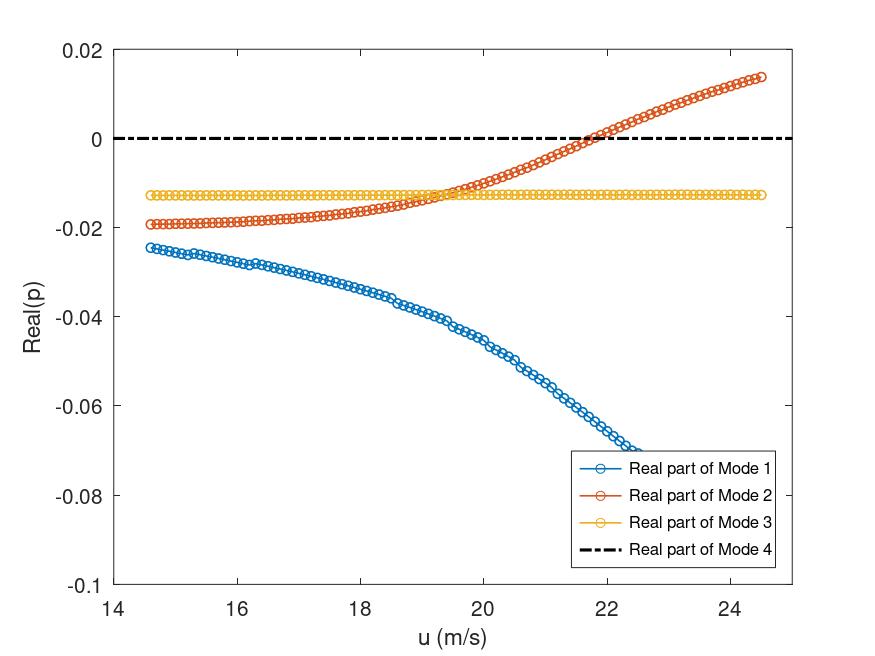 0.02
0
-0.02
-0.04
-0.06
-0.08
-0.1
Real(p)
14 16 18 20 22 24
u (m/s)
Real part of Mode 1
Real part of Mode 2
Real part of Mode 3
Real part of Mode 4